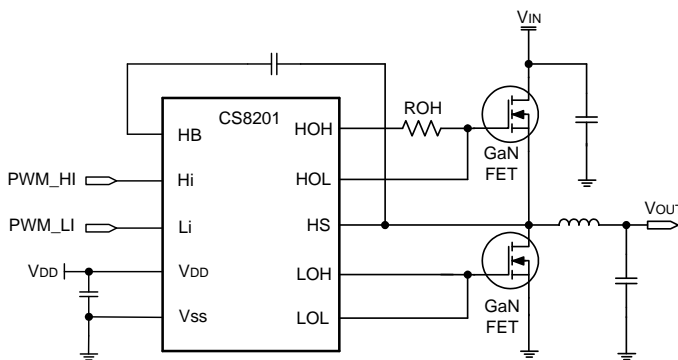 VIN
CS8201
ROH
HB
HOH
GaN
FET
PWM_HI
Hi
HOL
PWM_LI
Li
HS
VOUT
VDD
VDD
LOH
GaN
FET
Vss
LOL